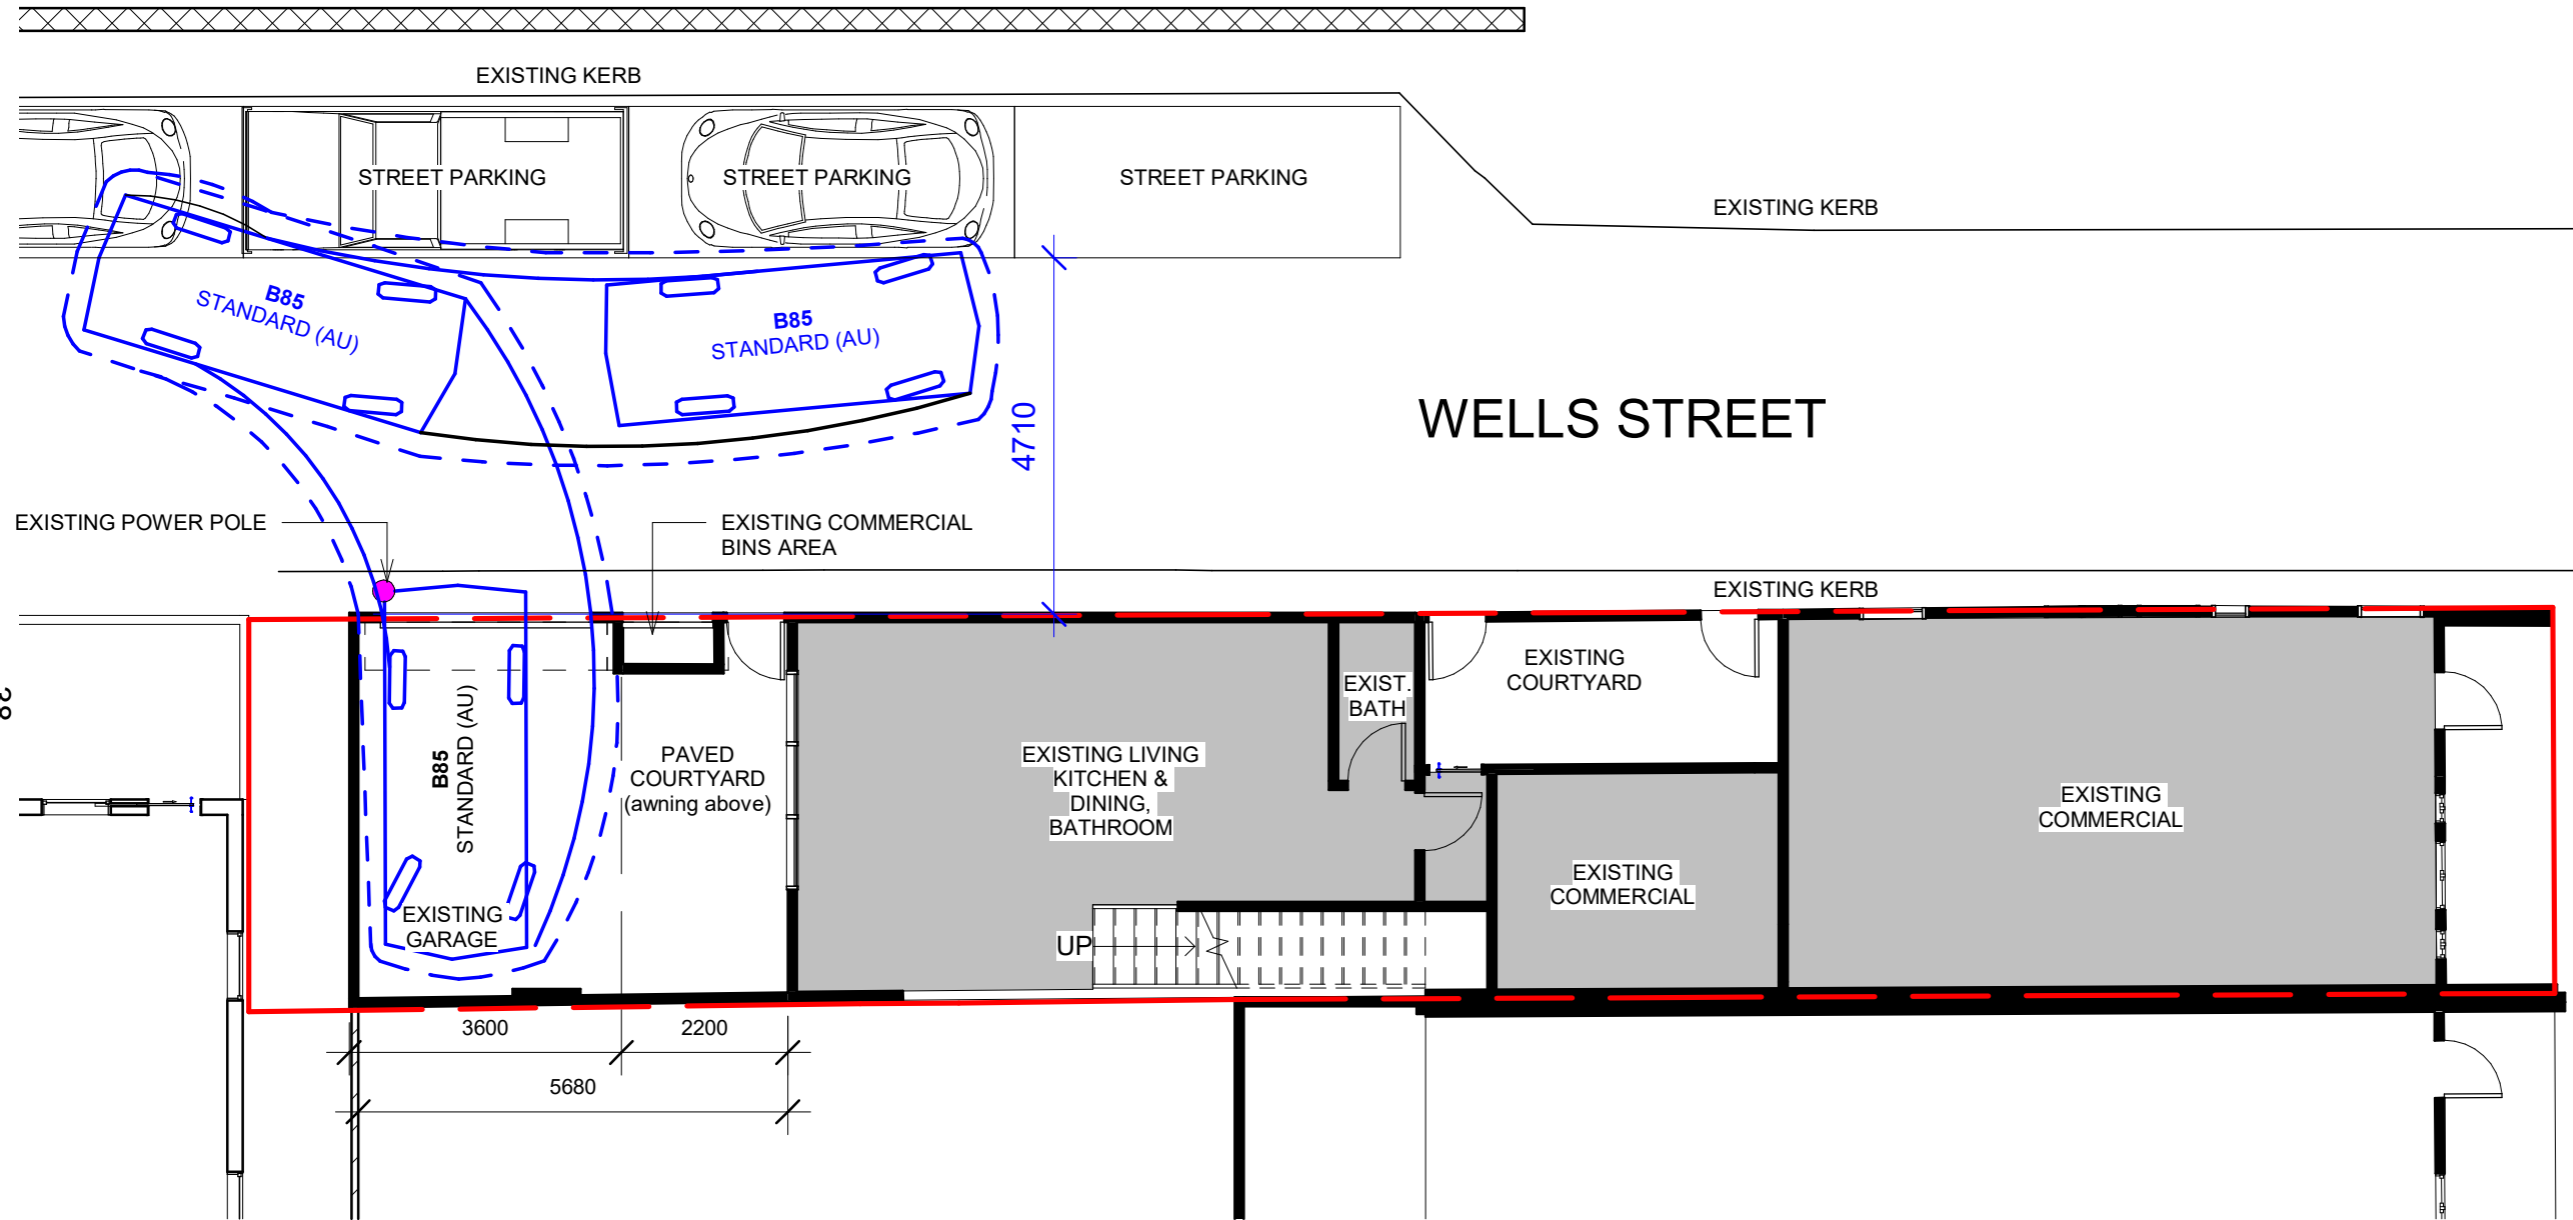 EXISTING KERB
STREET PARKING
STREET PARKING
STREET PARKING
EXISTING KERB
B85
STANDARD (AU)
B85
STANDARD (AU)
4710
WELLS STREET
EXISTING POWER POLE
EXISTING COMMERCIAL
BINS AREA
EXISTING KERB
B85
STANDARD (AU)
EXISTING
GARAGE
PAVED
COURTYARD
(awning above)
EXISTING LIVING
KITCHEN &
DINING,
BATHROOM
EXIST.
BATH
EXISTING
COURTYARD
EXISTING
COMMERCIAL
EXISTING
COMMERCIAL
UP
3600
2200
5680